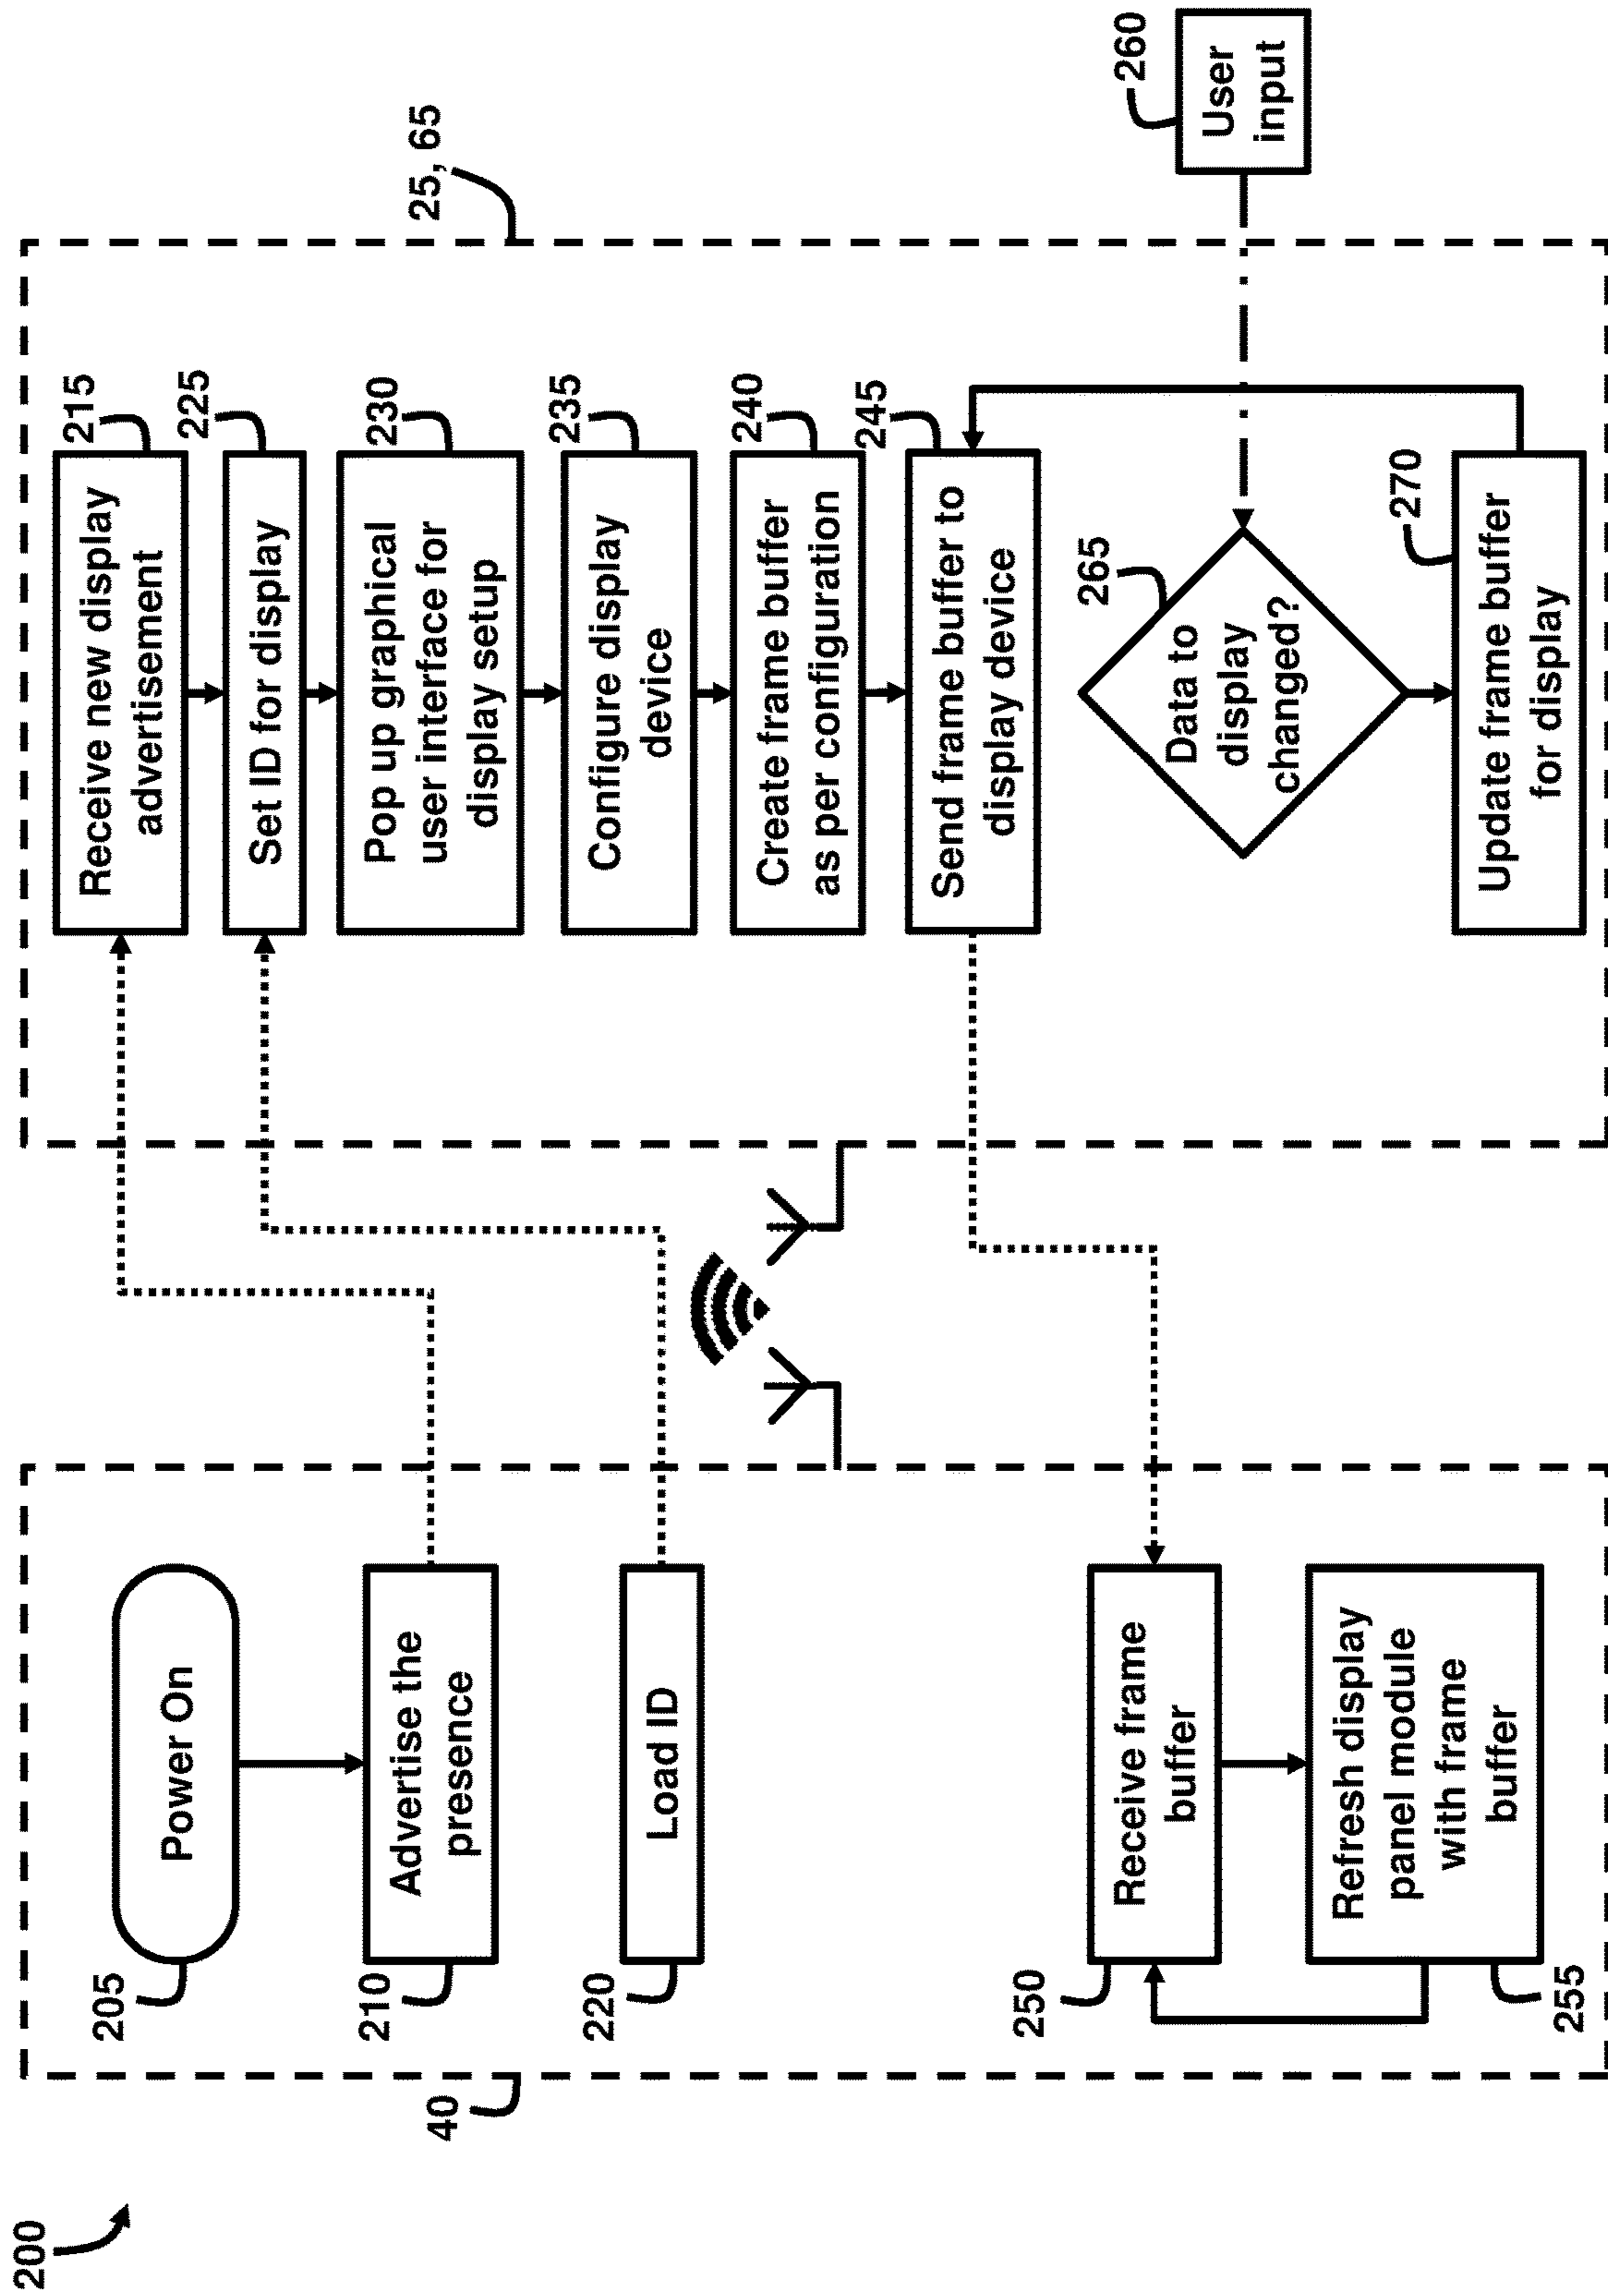 200
40
205
Power On
210
Advertise the
presence
220
Load ID
250
Receive frame
buffer
255
Refresh display
panel module
with frame
buffer
25, 65
215
Receive new display
advertisement
225
Set ID for display
230
Pop up graphical
user interface for
display setup
235
Configure display
device
240
Create frame buffer
as per configuration
245
Send frame buffer to
display device
260
User
input
265
Data to
display
changed?
270
Update frame buffer
for display